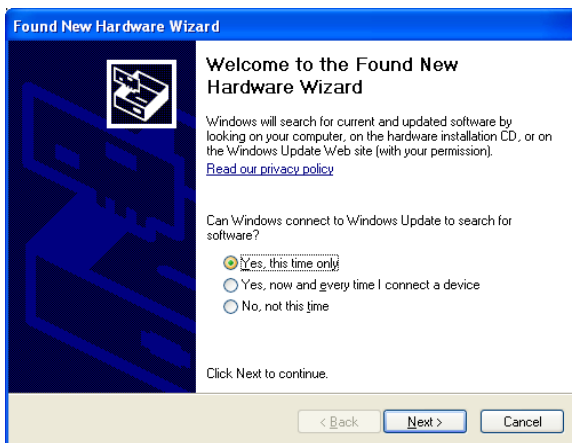 Found New Hardware Wizard
Welcome to the Found New
Hardware Wizard
Windows will search for current and updated software by
looking on your computer, on the hardware installation CD, or on
the Windows Update Web site (with your permission).
Read our privacy policy
Can Windows connect to Windows Update to search for
software?
Yes, this time only
Yes, now and every time I connect a device
No, not this time
Click Next to continue.
< Back
Next >
Cancel